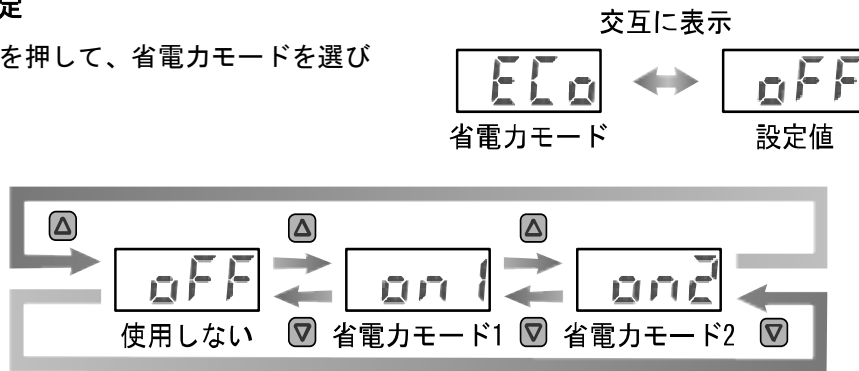 定
を押して、省電力モードを選び
交互に表示
ECo
oFF
省電力モード
設定値
oFF
on1
on2
使用しない
省電力モード1
省電力モード2